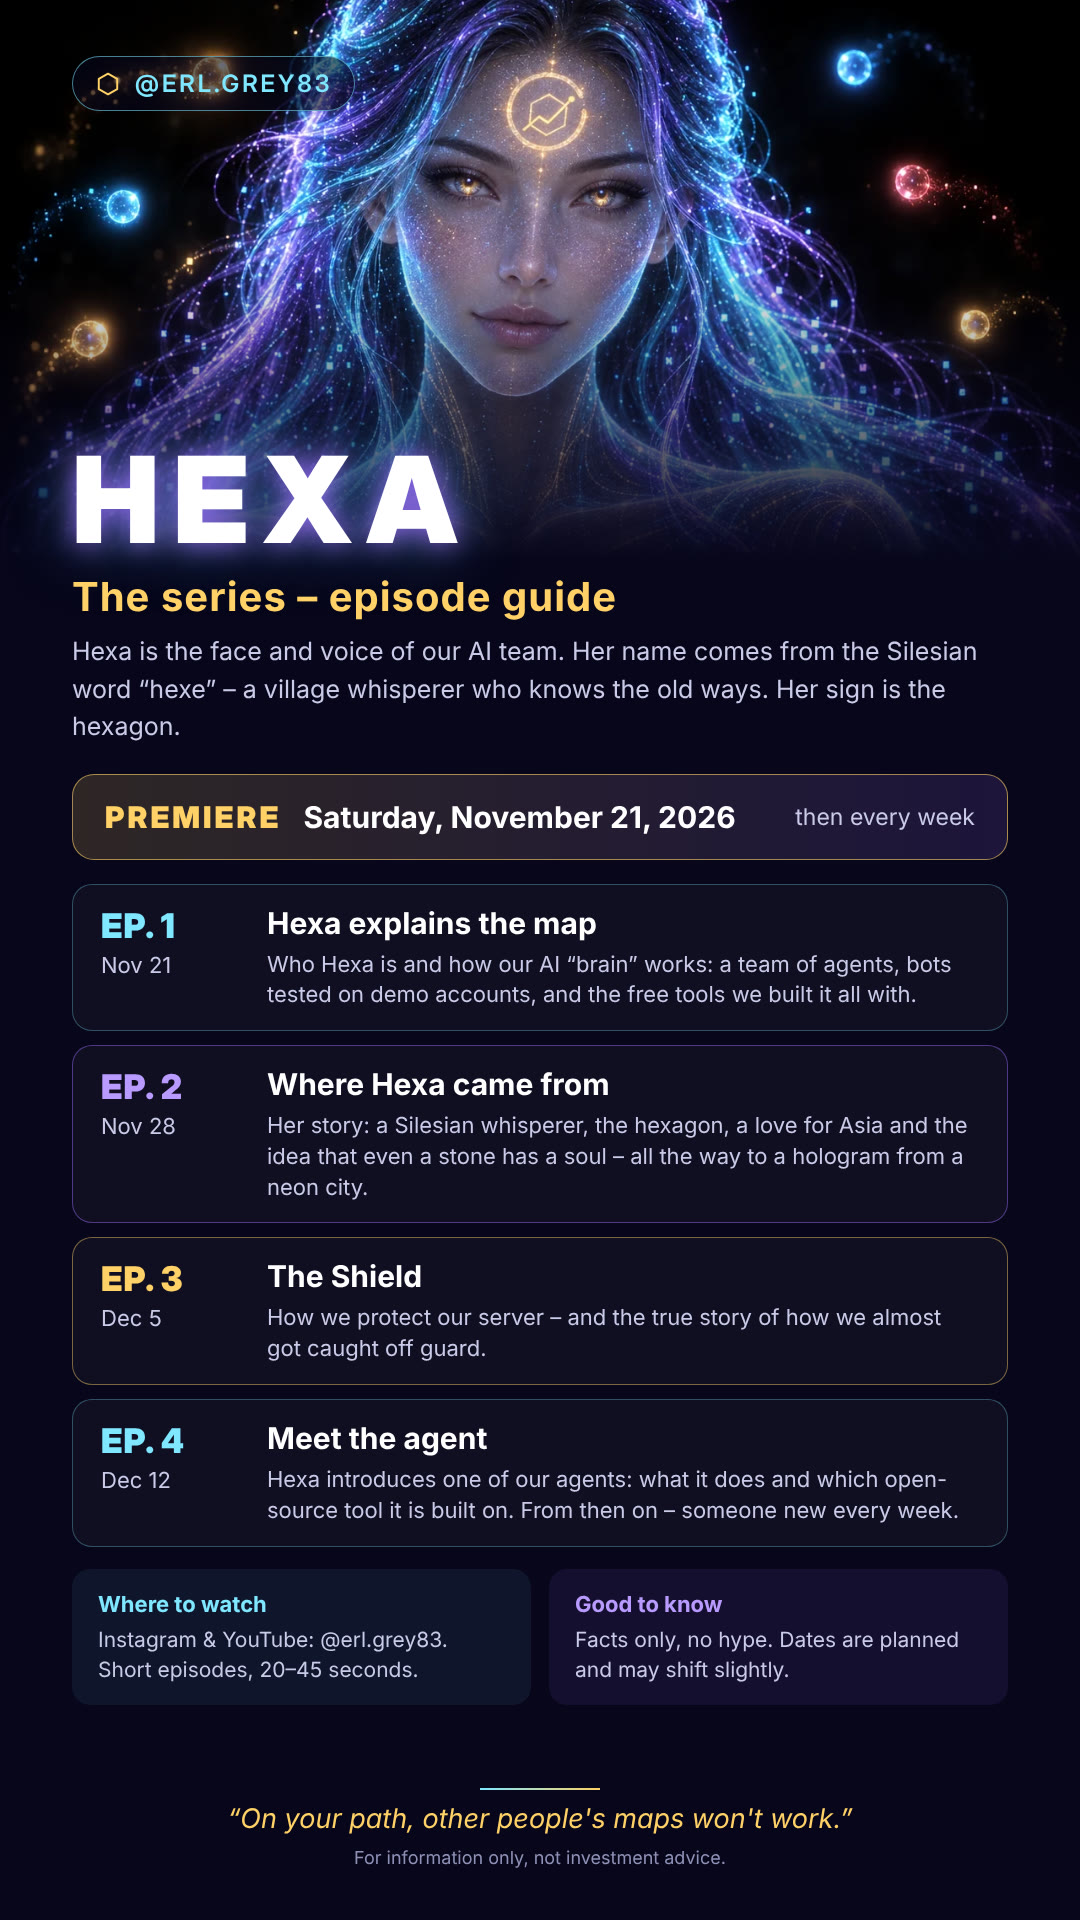 @ERL.GREY83
HEXA
The series – episode guide
Hexa is the face and voice of our AI team. Her name comes from the Silesian
word “hexe” – a village whisperer who knows the old ways. Her sign is the
hexagon.
PREMIERE Saturday, November 21, 2026 then every week
EP. 1
Nov 21
Hexa explains the map
Who Hexa is and how our AI “brain” works: a team of agents, bots
tested on demo accounts, and the free tools we built it all with.
EP. 2
Nov 28
Where Hexa came from
Her story: a Silesian whisperer, the hexagon, a love for Asia and the
idea that even a stone has a soul – all the way to a hologram from a
neon city.
EP. 3
Dec 5
The Shield
How we protect our server – and the true story of how we almost
got caught off guard.
EP. 4
Dec 12
Meet the agent
Hexa introduces one of our agents: what it does and which open-
source tool it is built on. From then on – someone new every week.
Where to watch
Instagram & YouTube: @erl.grey83.
Short episodes, 20–45 seconds.
Good to know
Facts only, no hype. Dates are planned
and may shift slightly.
“On your path, other people's maps won't work.”
For information only, not investment advice.